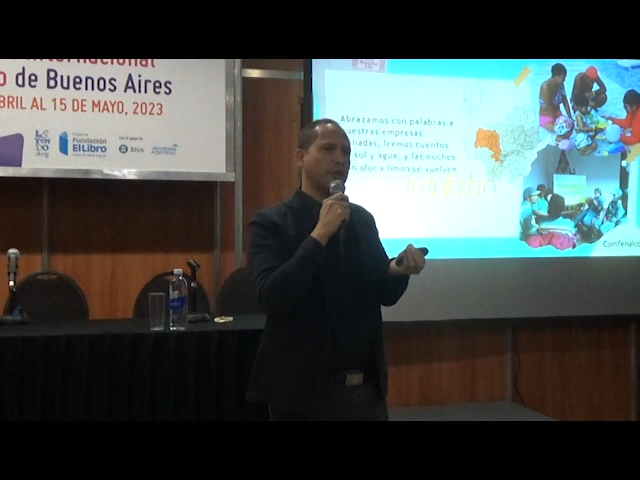 nternacional
o de Buenos Aires
BRIL AL 15 DE MAYO, 2023
Fundación
El Libro
BNA
Abrazamos con palabras a
uestras empresas
liadas, leemos cuentos
sol y agua, y las noches
n olor a limón se vuelven
Comfenalco